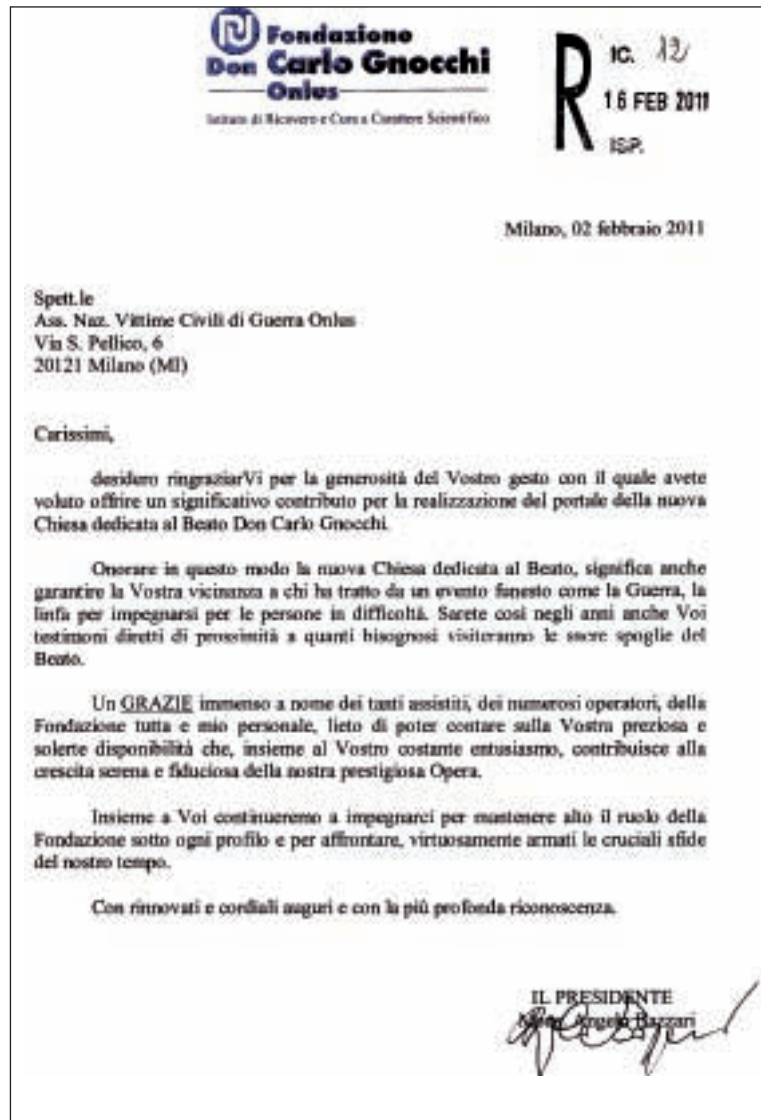 Fondazione
Don Carlo Gnocchi
Onlus
Istituto di Ricovero e Cura a Carattere Scientifico
R
IC. 12
16 FEB 2011
ISP.
Milano, 02 febbraio 2011
Spett.le
Ass. Naz. Vittime Civili di Guerra Onlus
Via S. Pellico, 6
20121 Milano (MI)
Carissimi,
desidero ringraziarVi per la generosità del Vostro gesto con il quale avete
voluto offrire un significativo contributo per la realizzazione del portale della nuova
Chiesa dedicata al Beato Don Carlo Gnocchi.
Onorare in questo modo la nuova Chiesa dedicata al Beato, significa anche
garantire la Vostra vicinanza a chi ha tratto da un evento funesto come la Guerra, la
linfa per impegnarsi per le persone in difficoltà. Sarete così negli anni anche Voi
testimoni diretti di prossimità a quanti bisognosi visiteranno le sacre spoglie del
Beato.
Un GRAZIE immenso a nome dei tanti assistiti, dei numerosi operatori, della
Fondazione tutta e mio personale, lieto di poter contare sulla Vostra preziosa e
solerte disponibilità che, insieme al Vostro costante entusiasmo, contribuisce alla
crescita serena e fiduciosa della nostra prestigiosa Opera.
Insieme a Voi continueremo a impegnarci per mantenere alto il ruolo della
Fondazione sotto ogni profilo e per affrontare, virtuosamente armati le cruciali sfide
del nostro tempo.
Con rinnovati e cordiali auguri e con la più profonda riconoscenza.
IL PRESIDENTE
Mons. Angelo Bazzari